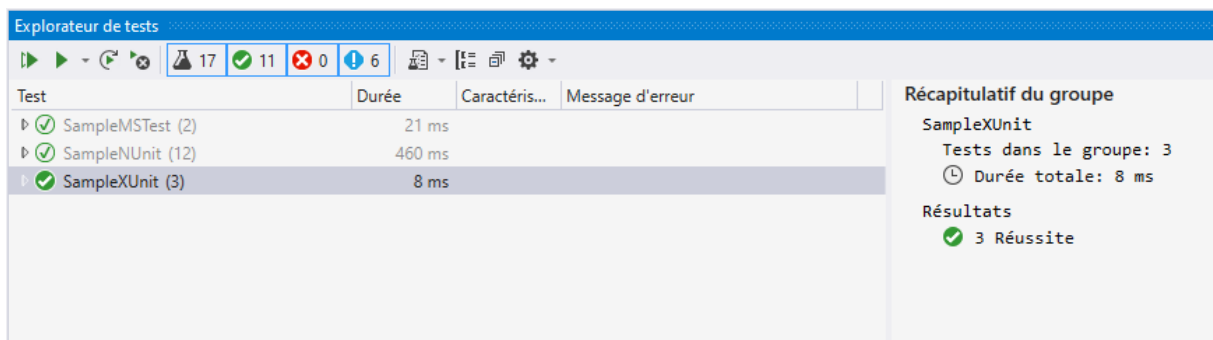 Explorateur de tests
17 11 0 6
Test Durée Caractéris... Message d'erreur
SampleMSTest (2) 21 ms
SampleNUnit (12) 460 ms
SampleXUnit (3) 8 ms
Récapitulatif du groupe
SampleXUnit
Tests dans le groupe: 3
Durée totale: 8 ms
Résultats
3 Réussite